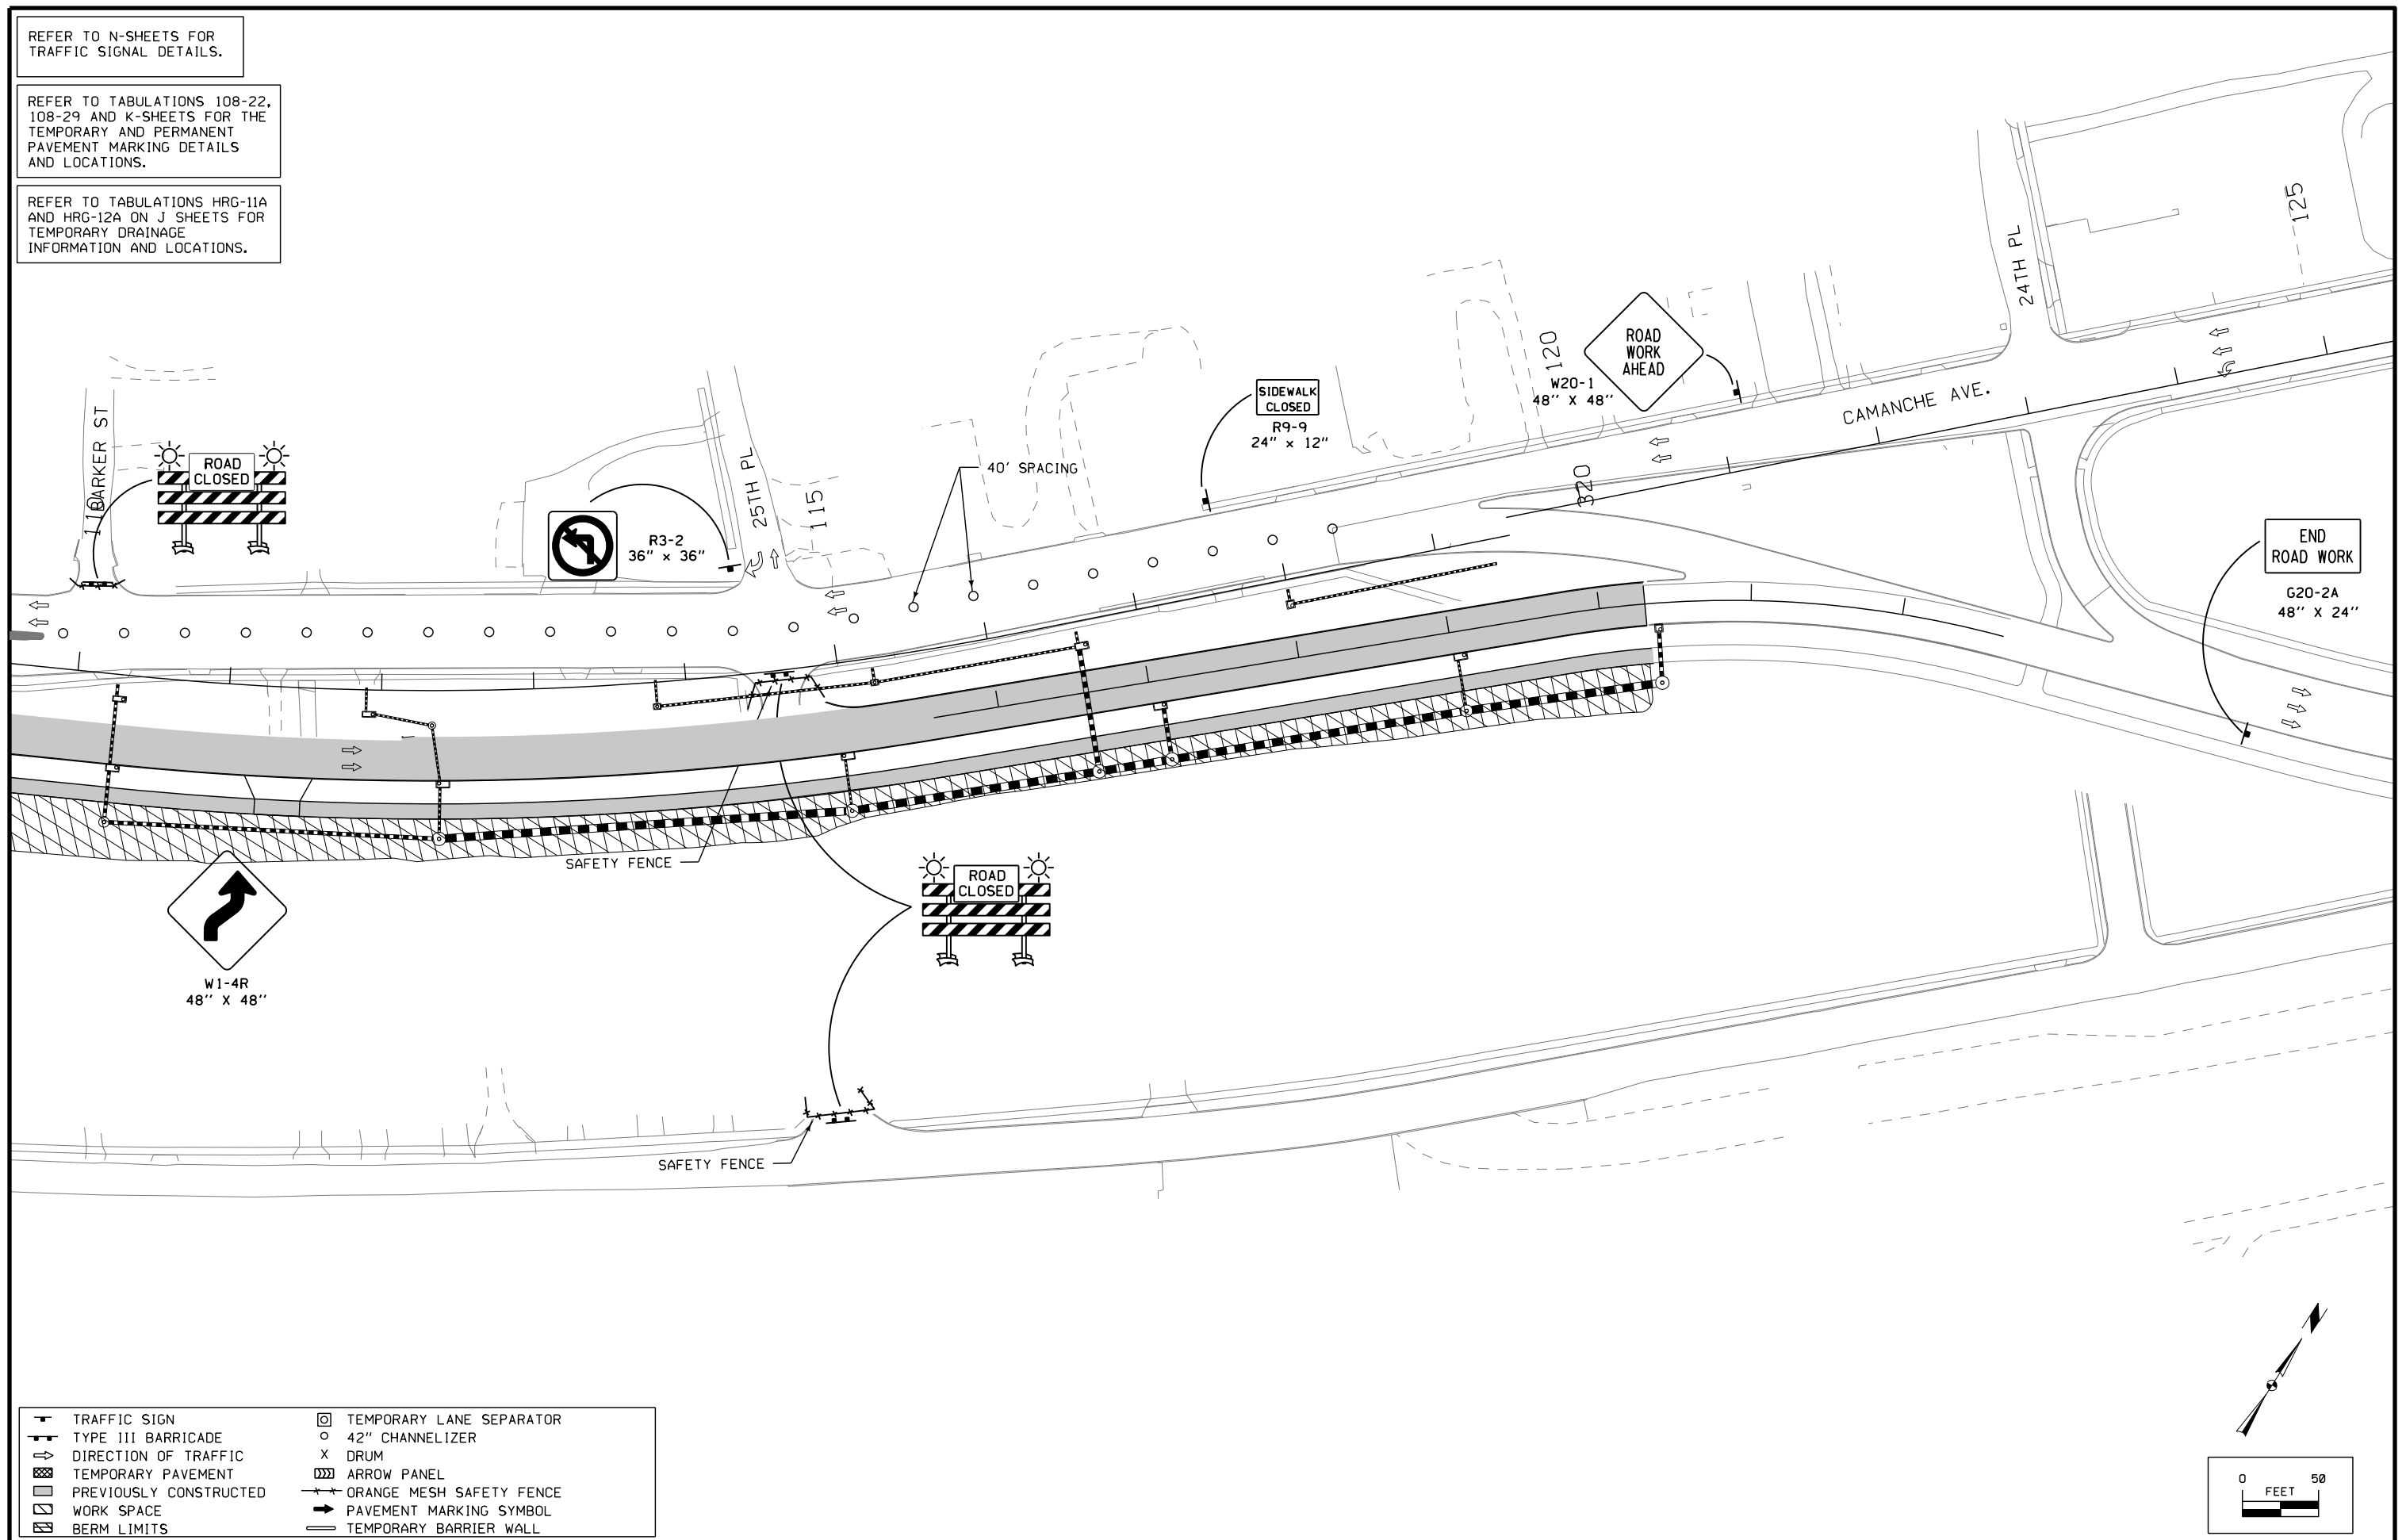 REFER TO N-SHEETS FOR
TRAFFIC SIGNAL DETAILS.
REFER TO TABULATIONS 108-22,
108-29 AND K-SHEETS FOR THE
TEMPORARY AND PERMANENT
PAVEMENT MARKING DETAILS
AND LOCATIONS.
REFER TO TABULATIONS HRG-11A
AND HRG-12A ON J SHEETS FOR
TEMPORARY DRAINAGE
INFORMATION AND LOCATIONS.
BARKER ST
110
ROAD
CLOSED
R3-2
36" x 36"
25TH PL
115
40' SPACING
SIDEWALK
CLOSED
R9-9
24" x 12"
120
W20-1
48" X 48"
ROAD
WORK
AHEAD
320
CAMANCHE AVE.
24TH PL
125
END
ROAD WORK
G20-2A
48" X 24"
SAFETY FENCE
W1-4R
48" X 48"
ROAD
CLOSED
SAFETY FENCE
TRAFFIC SIGN
TYPE III BARRICADE
DIRECTION OF TRAFFIC
TEMPORARY PAVEMENT
PREVIOUSLY CONSTRUCTED
WORK SPACE
BERM LIMITS
TEMPORARY LANE SEPARATOR
42" CHANNELIZER
X DRUM
ARROW PANEL
ORANGE MESH SAFETY FENCE
PAVEMENT MARKING SYMBOL
TEMPORARY BARRIER WALL
0 50
FEET